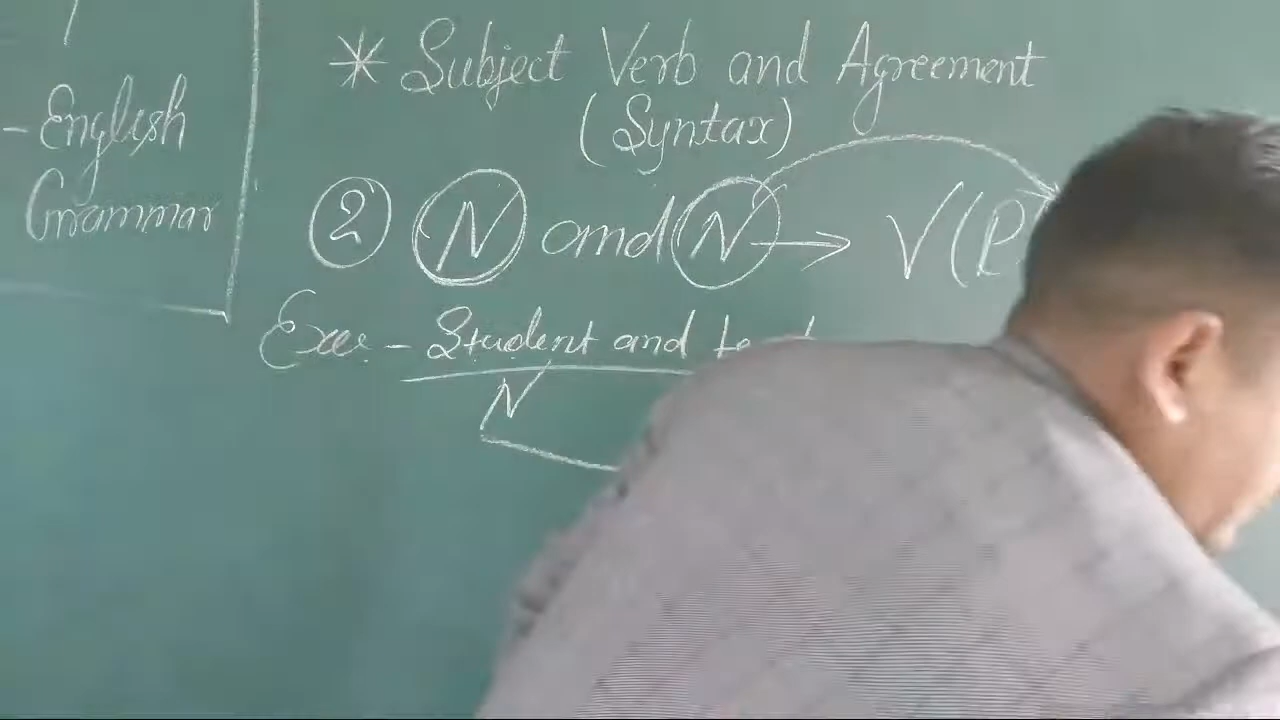 - English
Grammar
* Subject Verb and Agreement
(Syntax)
② N and N → V(P
Exe:- Student and
N